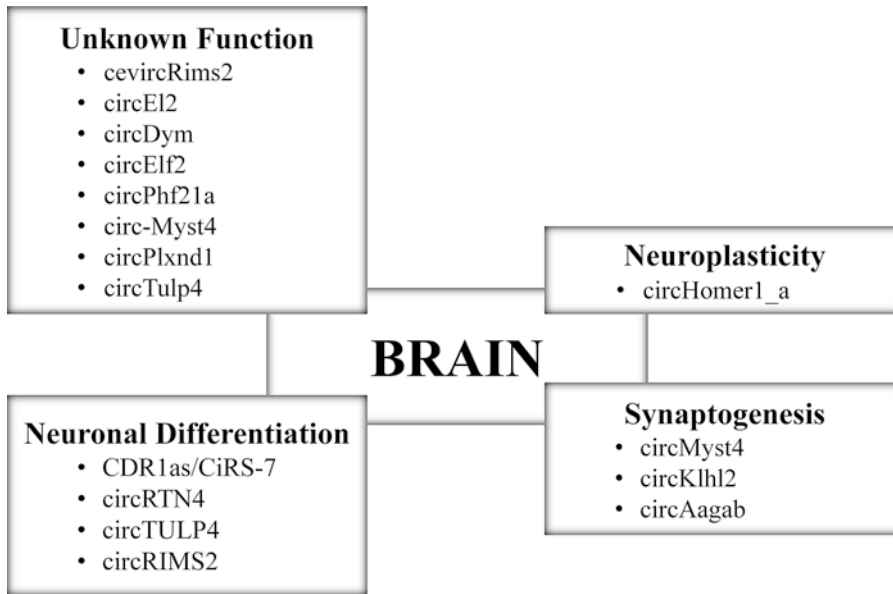 Unknown Function
• cevircRims2
• circEl2
• circDym
• circElf2
• circPhf21a
• circ-Myst4
• circPlxnd1
• circTulp4
Neuroplasticity
• circHomer1_a
BRAIN
Neuronal Differentiation
• CDR1as/CiRS-7
• circRTN4
• circTULP4
• circRIMS2
Synaptogenesis
• circMyst4
• circKlhl2
• circAagab